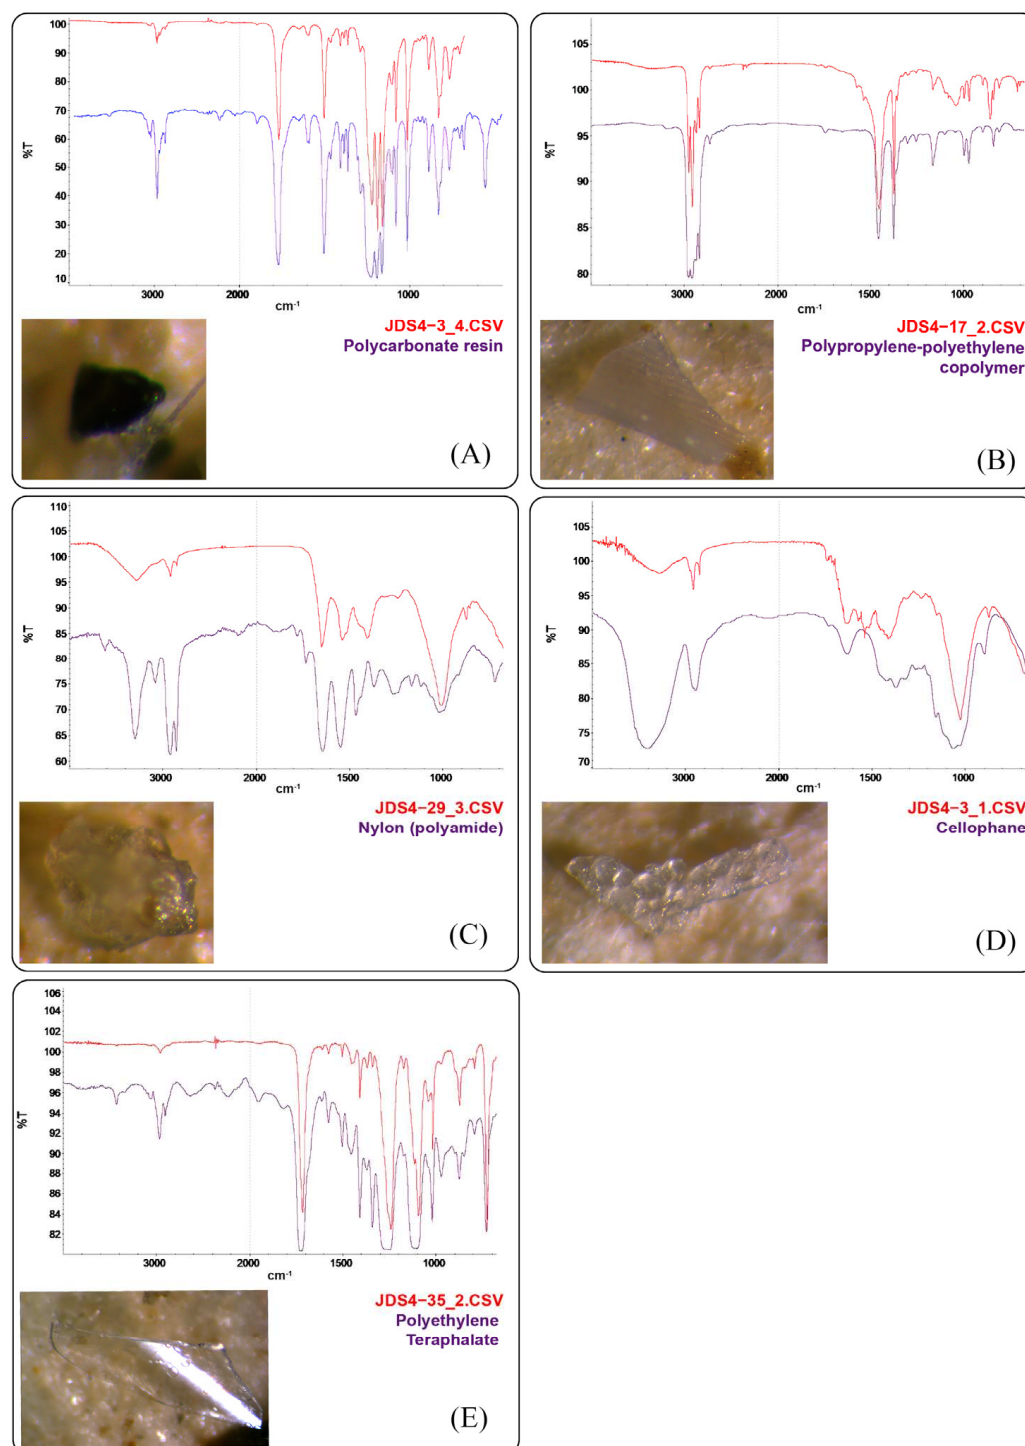 100
90
80
70
60
50
40
30
20
10
%T
3000
2000
1000
cm-1
JDS4-3_4.CSV
Polycarbonate resin
(A)
105
100
95
90
85
80
%T
3000
2000
1500
1000
cm-1
JDS4-17_2.CSV
Polypropylene-polyethylene
copolymer
(B)
110
105
100
95
90
85
80
75
70
65
60
%T
3000
2000
1500
1000
cm-1
JDS4-29_3.CSV
Nylon (polyamide)
(C)
105
100
95
90
85
80
75
70
%T
3000
2000
1500
1000
cm-1
JDS4-3_1.CSV
Cellophane
(D)
106
104
102
100
98
96
94
92
90
88
86
84
82
%T
3000
2000
1500
1000
cm-1
JDS4-35_2.CSV
Polyethylene
Teraphalate
(E)